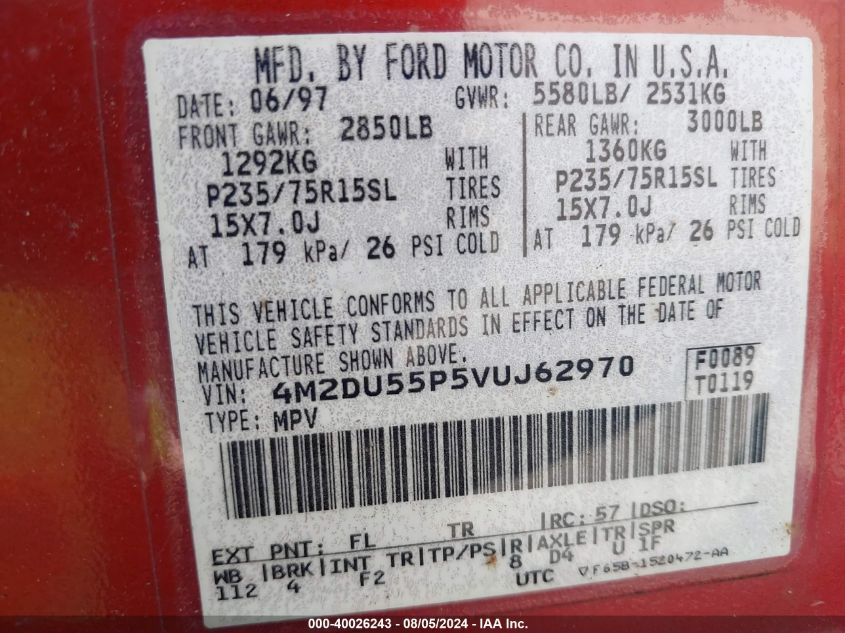 MFD. BY FORD MOTOR CO. IN U.S.A.
DATE: 06/97 GVWR: 5580LB/ 2531KG
FRONT GAWR: 2850LB REAR GAWR: 3000LB
1292KG WITH 1360KG WITH
P235/75R15SL TIRES P235/75R15SL TIRES
15X7.0J RIMS 15X7.0J RIMS
AT 179 kPa/ 26 PSI COLD AT 179 kPa/ 26 PSI COLD
THIS VEHICLE CONFORMS TO ALL APPLICABLE FEDERAL MOTOR
VEHICLE SAFETY STANDARDS IN EFFECT ON THE DATE OF
MANUFACTURE SHOWN ABOVE.
VIN: 4M2DU55P5VUJ62970 F0089
TYPE: MPV T0119
EXT PNT: FL TR |RC: 57 |DSO:
WB |BRK|INT TR|TP/PS|R|AXLE|TR|SPR
112 4 F2 8 D4 U 1F
UTC ▽F65B-1520472-AA
000-40026243 - 08/05/2024 - IAAI.com